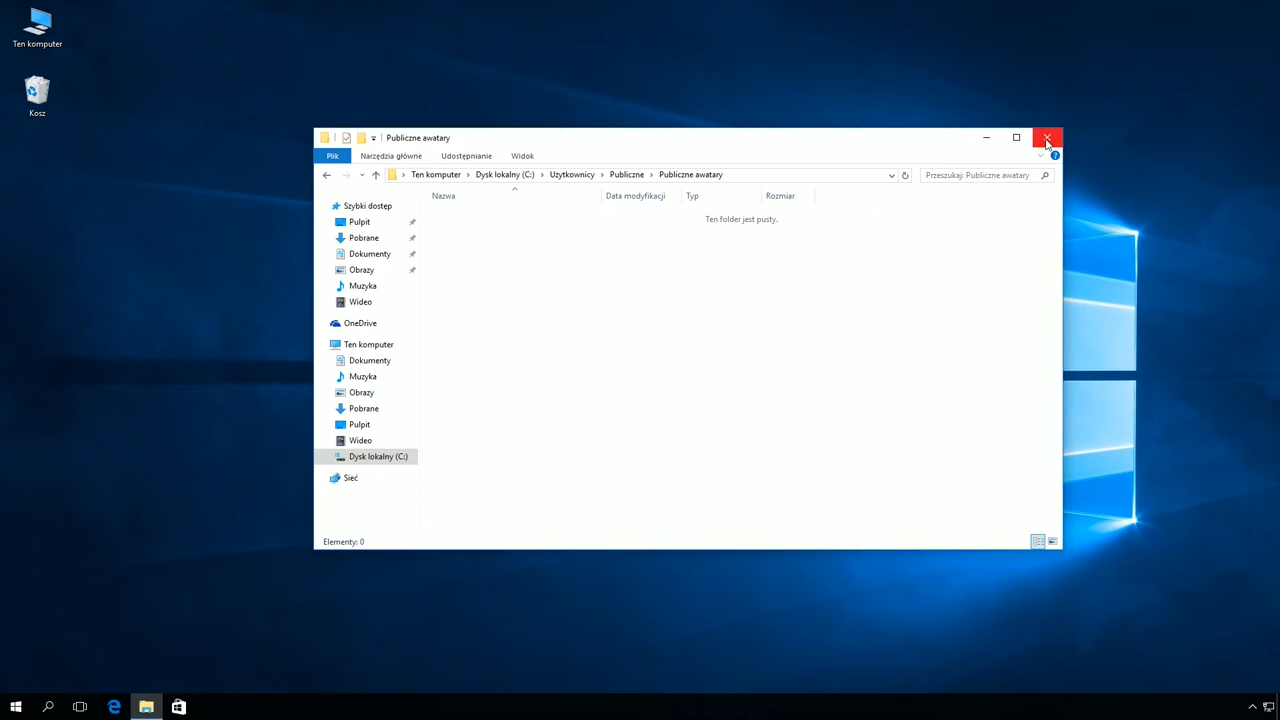 Ten komputer
Kosz
Publiczne awatary
Plik Narzędzia główne Udostępnianie Widok
Ten komputer Dysk lokalny (C:) Użytkownicy Publiczne Publiczne awatary Przeszukaj: Publiczne awatary
Nazwa Data modyfikacji Typ Rozmiar
Ten folder jest pusty.
Szybki dostęp
Pulpit
Pobrane
Dokumenty
Obrazy
Muzyka
Wideo
OneDrive
Ten komputer
Dokumenty
Muzyka
Obrazy
Pobrane
Pulpit
Wideo
Dysk lokalny (C:)
Sieć
Elementy: 0